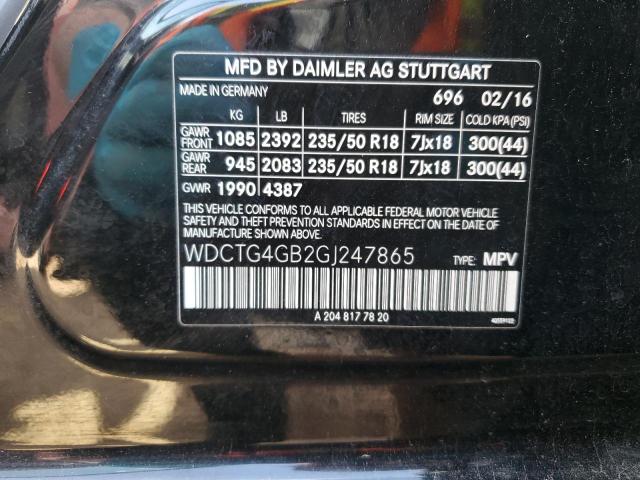 MFD BY DAIMLER AG STUTTGART
MADE IN GERMANY 696 02/16
KG LB TIRES RIM SIZE COLD KPA(PSI)
GAWR FRONT 1085 2392 235/50 R18 7Jx18 300(44)
GAWR REAR 945 2083 235/50 R18 7Jx18 300(44)
GVWR 1990 4387
THIS VEHICLE CONFORMS TO ALL APPLICABLE FEDERAL MOTOR VEHICLE
SAFETY AND THEFT PREVENTION STANDARDS IN EFFECT ON THE DATE OF
MANUFACTURE SHOWN ABOVE.
WDCTG4GB2GJ247865 TYPE: MPV
A 204 817 78 20